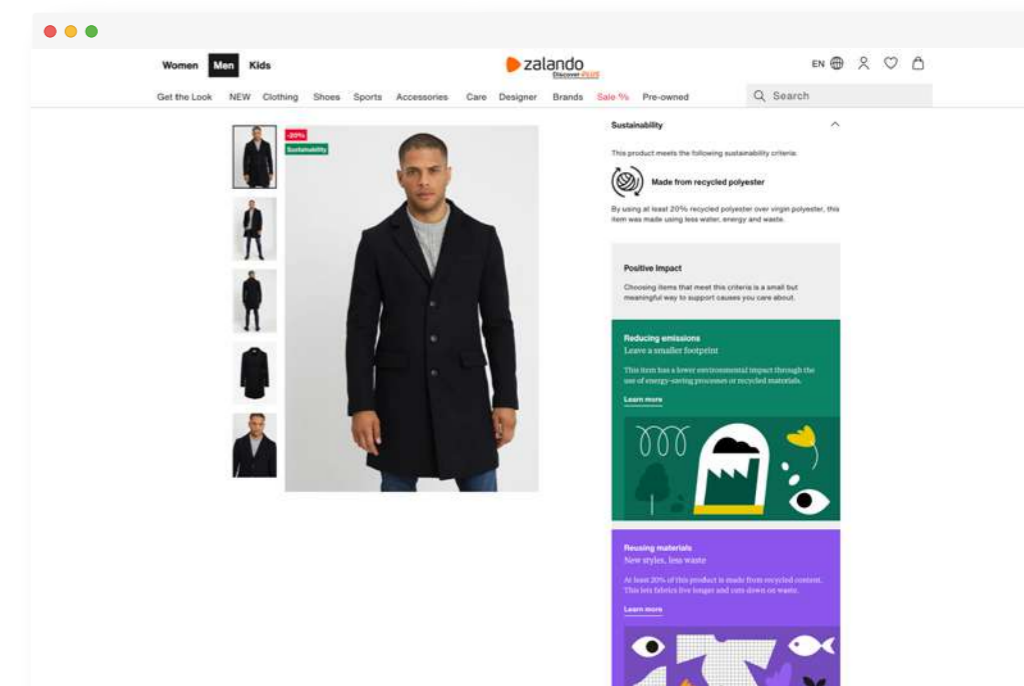 Women Men Kids
zalando
Discover PLUS
EN
Get the Look NEW Clothing Shoes Sports Accessories Care Designer Brands Sale % Pre-owned
Search
-20%
Sustainability
Sustainability
This product meets the following sustainability criteria:
Made from recycled polyester
By using at least 20% recycled polyester over virgin polyester, this
item was made using less water, energy and waste.
Positive Impact
Choosing items that meet this criteria is a small but
meaningful way to support causes you care about.
Reducing emissions
Leave a smaller footprint
This item has a lower environmental impact through the
use of energy-saving processes or recycled materials.
Learn more
Reusing materials
New styles, less waste
At least 20% of this product is made from recycled content.
This lets fabrics live longer and cuts down on waste.
Learn more